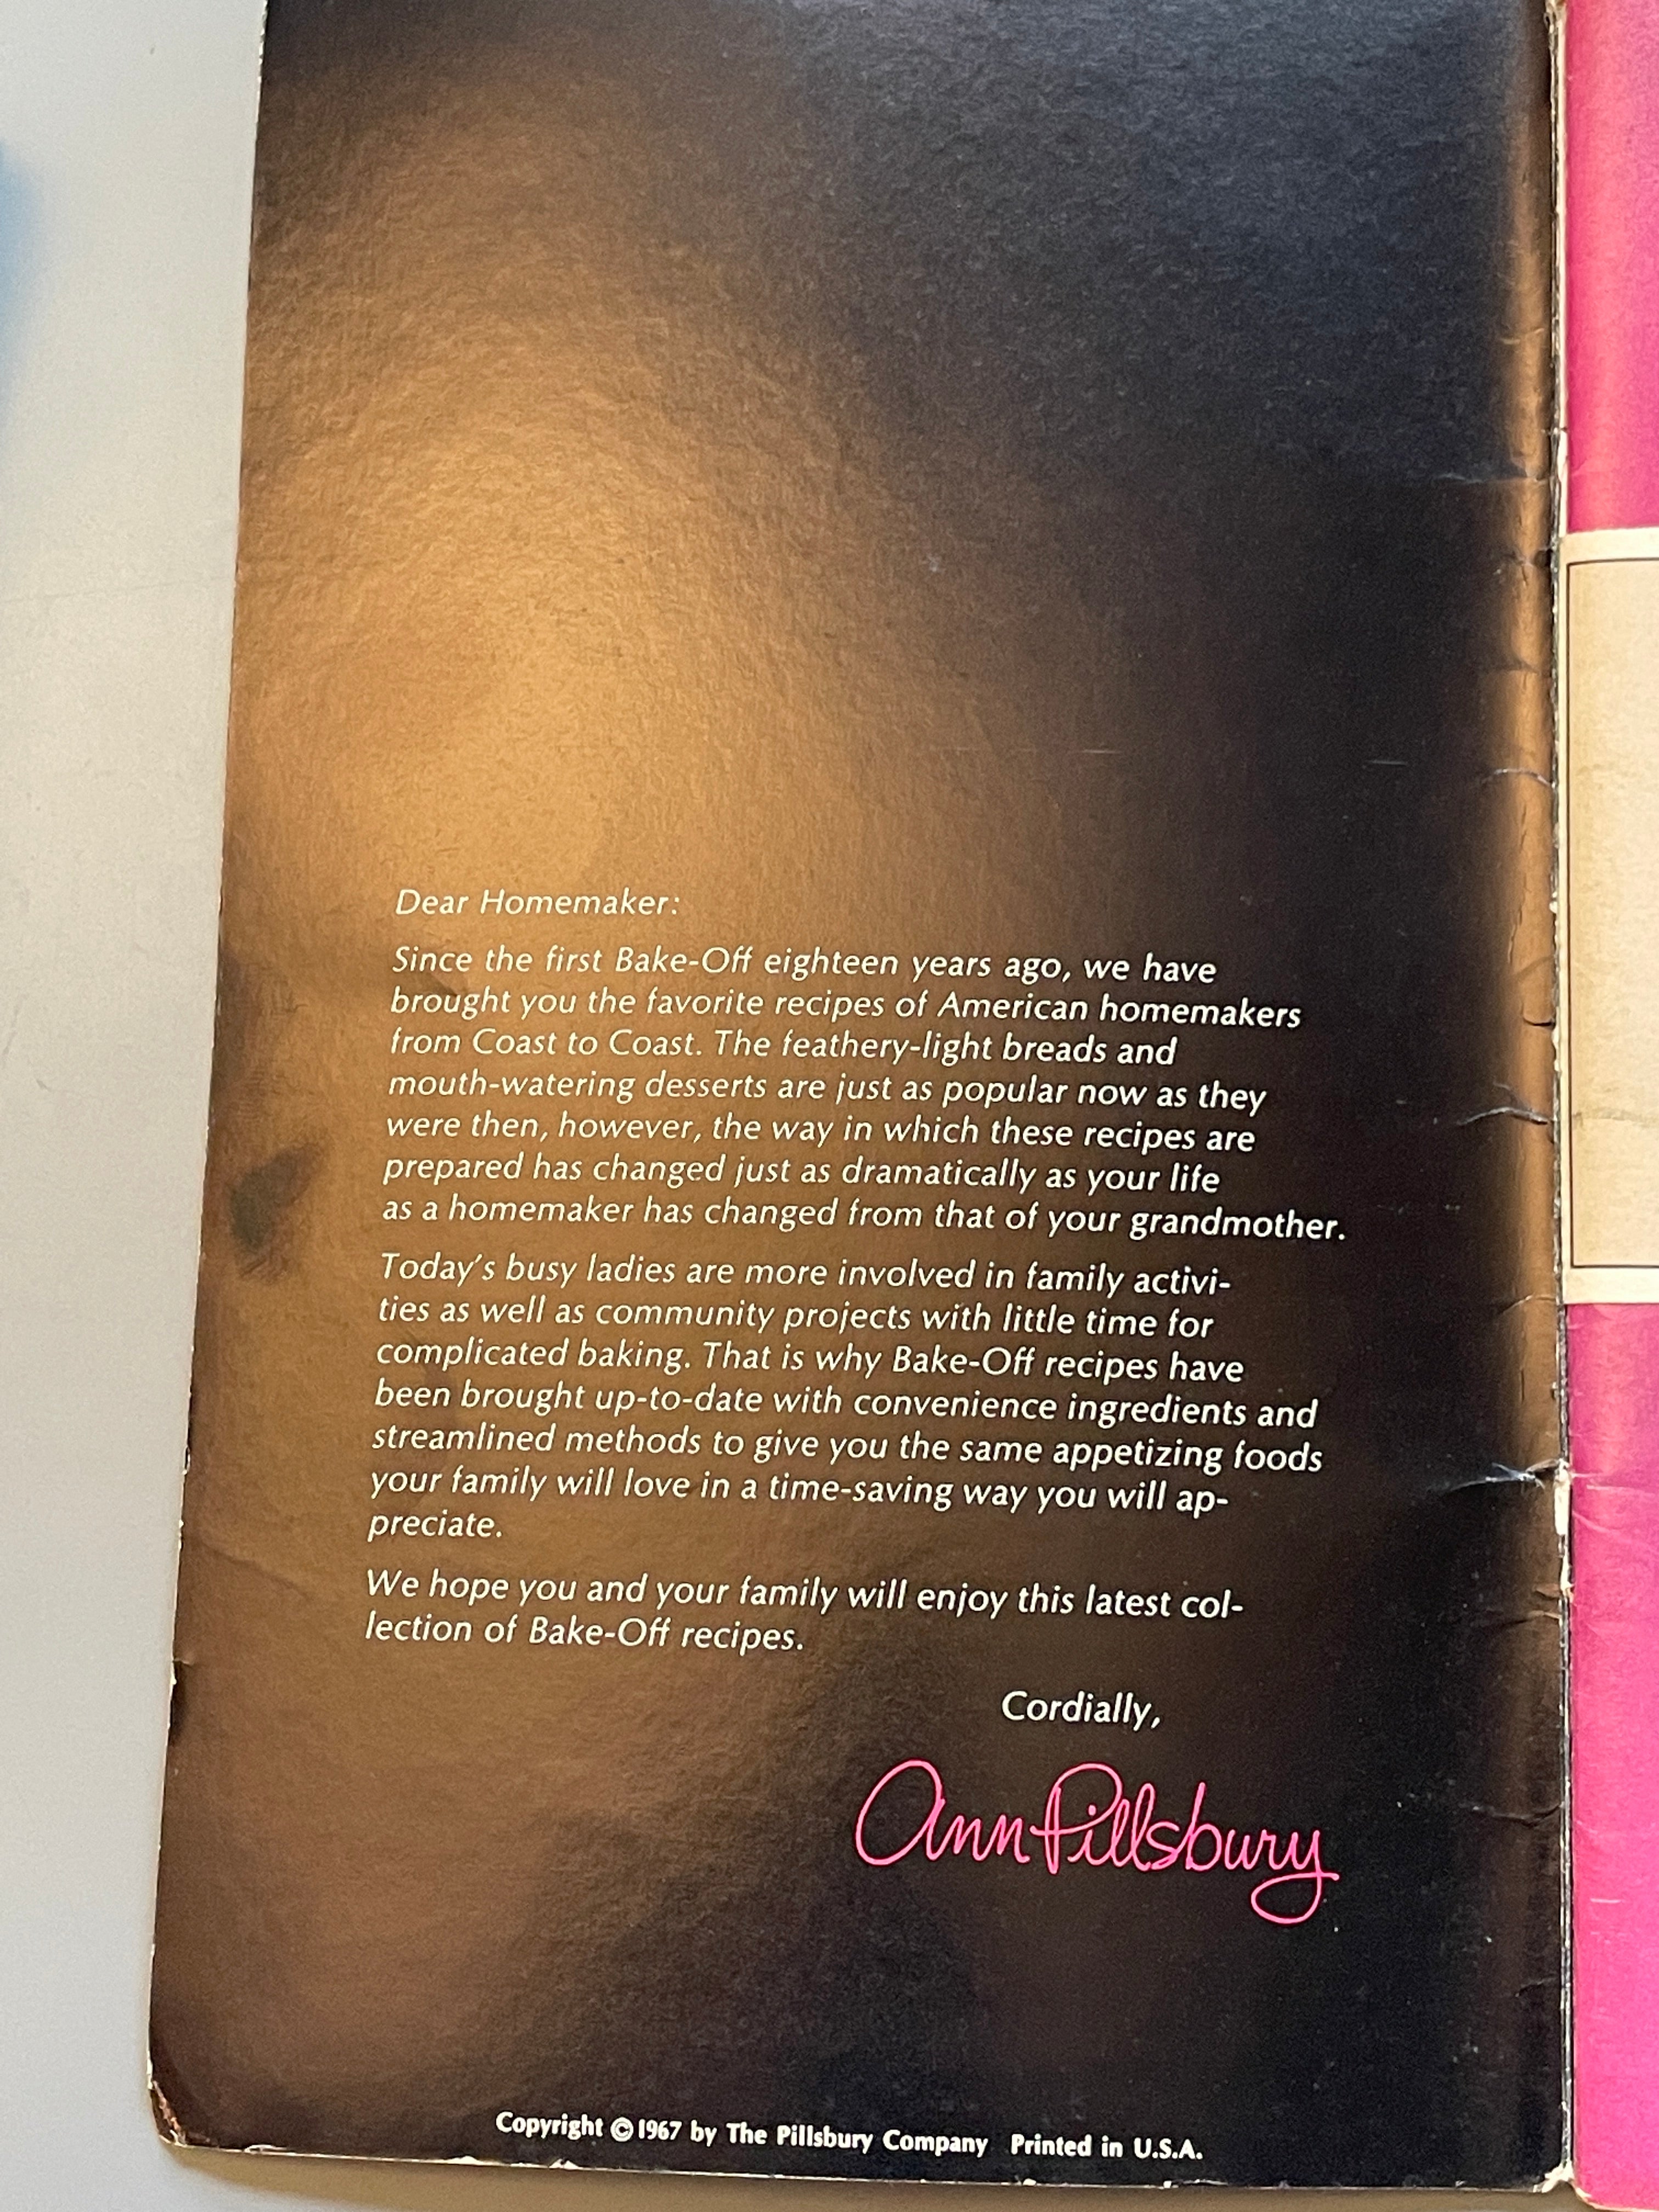 Dear Homemaker:
Since the first Bake-Off eighteen years ago, we have
brought you the favorite recipes of American homemakers
from Coast to Coast. The feathery-light breads and
mouth-watering desserts are just as popular now as they
were then, however, the way in which these recipes are
prepared has changed just as dramatically as your life
as a homemaker has changed from that of your grandmother.
Today's busy ladies are more involved in family activi-
ties as well as community projects with little time for
complicated baking. That is why Bake-Off recipes have
been brought up-to-date with convenience ingredients and
streamlined methods to give you the same appetizing foods
your family will love in a time-saving way you will ap-
preciate.
We hope you and your family will enjoy this latest col-
lection of Bake-Off recipes.
Cordially,
Ann Pillsbury
Copyright © 1967 by The Pillsbury Company Printed in U.S.A.